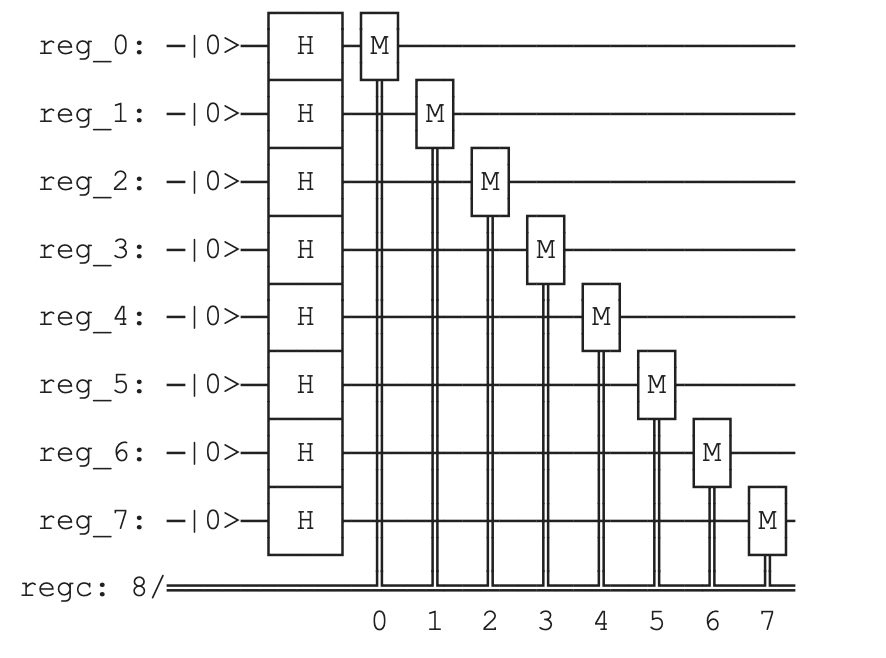 reg_0: -|0>- H M
reg_1: -|0>- H M
reg_2: -|0>- H M
reg_3: -|0>- H M
reg_4: -|0>- H M
reg_5: -|0>- H M
reg_6: -|0>- H M
reg_7: -|0>- H M
regc: 8/
0 1 2 3 4 5 6 7